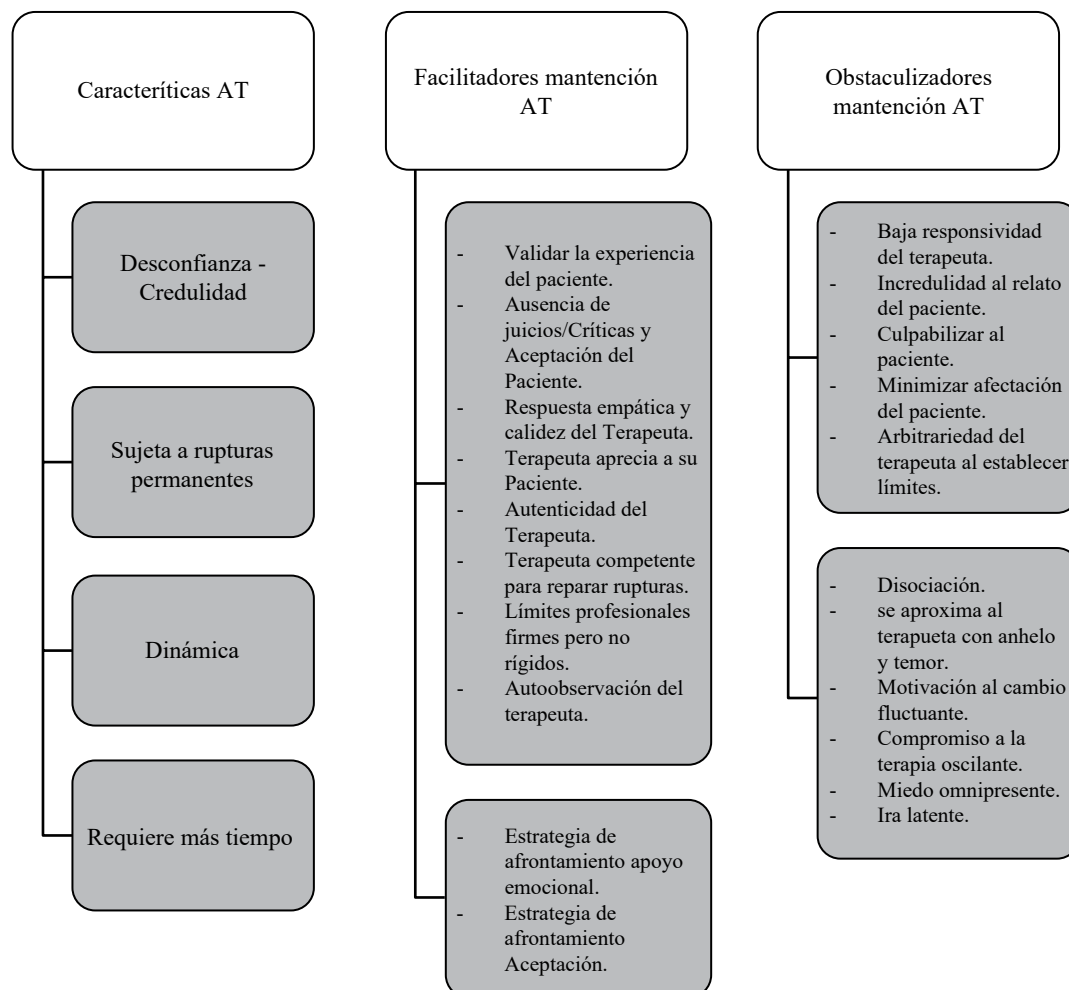 Caracteríticas AT
Desconfianza -
Credulidad
Sujeta a rupturas
permanentes
Dinámica
Requiere más tiempo
Facilitadores mantención
AT
- Validar la experiencia
del paciente.
- Ausencia de
juicios/Críticas y
Aceptación del
Paciente.
- Respuesta empática y
calidez del Terapeuta.
- Terapeuta aprecia a su
Paciente.
- Autenticidad del
Terapeuta.
- Terapeuta competente
para reparar rupturas.
- Límites profesionales
firmes pero no
rígidos.
- Autoobservación del
terapeuta.
- Estrategia de
afrontamiento apoyo
emocional.
- Estrategia de
afrontamiento
Aceptación.
Obstaculizadores
mantención AT
- Baja responsividad
del terapeuta.
- Incredulidad al relato
del paciente.
- Culpabilizar al
paciente.
- Minimizar afectación
del paciente.
- Arbitrariedad del
terapeuta al establecer
límites.
- Disociación.
- se aproxima al
terapueta con anhelo
y temor.
- Motivación al cambio
fluctuante.
- Compromiso a la
terapia oscilante.
- Miedo omnipresente.
- Ira latente.